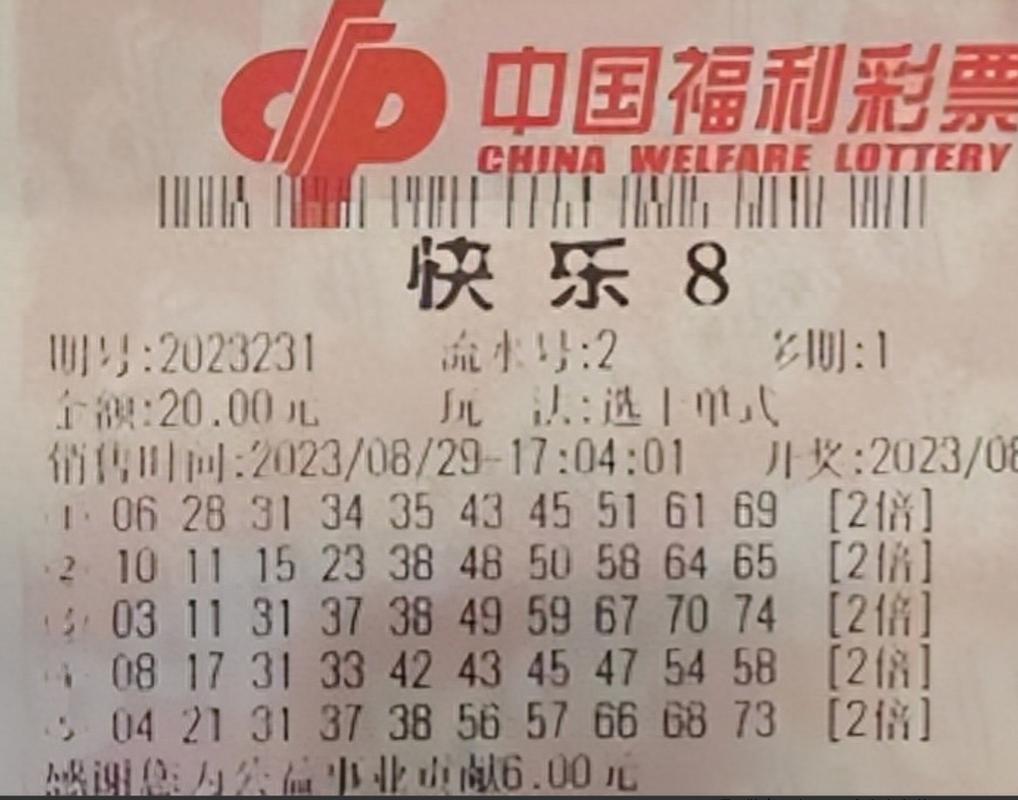 中国福利彩票
CHINA WELFARE LOTTERY
快乐8
期号:2023231 流水号:2 多期:1
金额:20.00元 玩 法:选十单式
销售时间:2023/08/29-17:04:01 开奖:2023/08
① 06 28 31 34 35 43 45 51 61 69 [2倍]
② 10 11 15 23 38 48 50 58 64 65 [2倍]
③ 03 11 31 37 38 49 59 67 70 74 [2倍]
④ 08 17 31 33 42 43 45 47 54 58 [2倍]
⑤ 04 21 31 37 38 56 57 66 68 73 [2倍]
感谢您为公益事业贡献6.00元